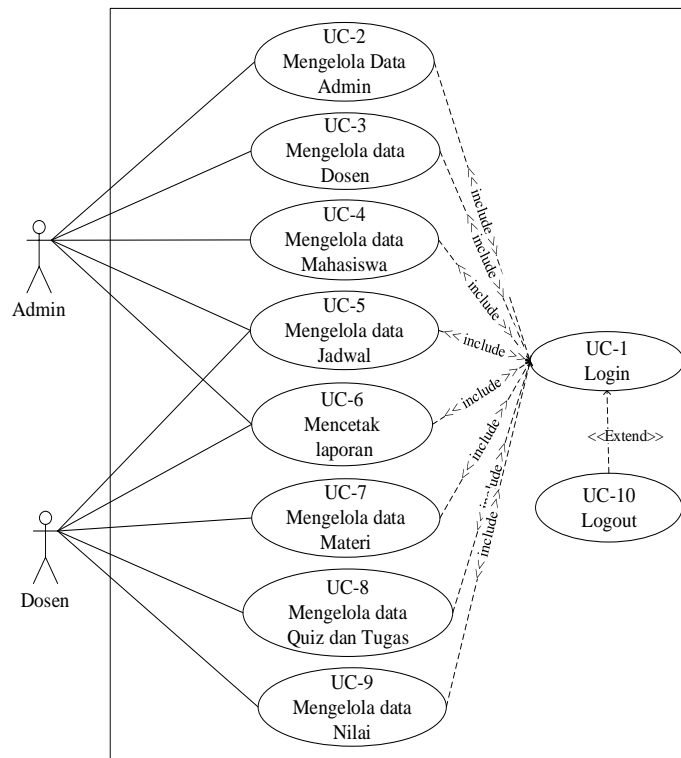 UC-2
Mengelola Data
Admin
UC-3
Mengelola data
Dosen
UC-4
Mengelola data
Mahasiswa
UC-5
Mengelola data
Jadwal
UC-6
Mencetak
laporan
UC-7
Mengelola data
Materi
UC-8
Mengelola data
Quiz dan Tugas
UC-9
Mengelola data
Nilai
Admin
Dosen
<< include >>
<< include >>
<< include >>
<< include >>
<< include >>
<< include >>
<< include >>
<< include >>
UC-1
Login
<<Extend>>
UC-10
Logout